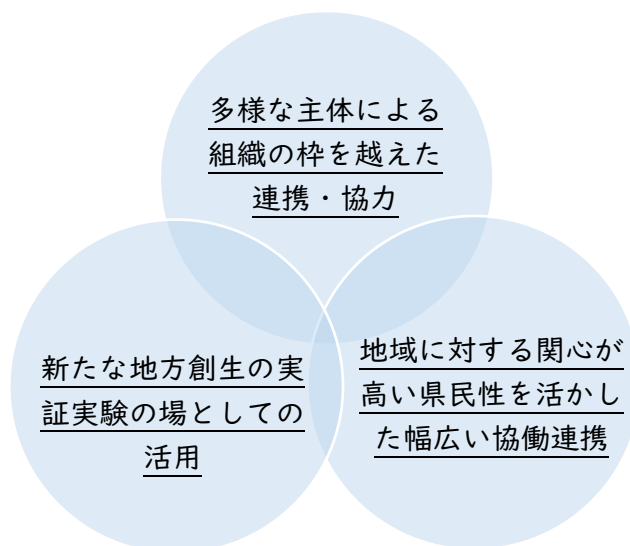 多様な主体による
組織の枠を越えた
連携・協力
新たな地方創生の実
証実験の場としての
活用
地域に対する関心が
高い県民性を活かし
た幅広い協働連携